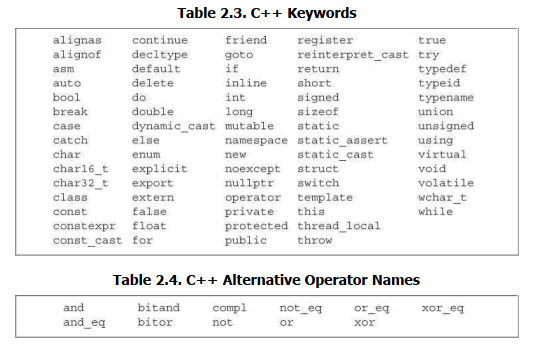 Table 2.3. C++ Keywords
alignas continue friend register true
alignof decltype goto reinterpret_cast try
asm default if return typedef
auto delete inline short typeid
bool do int signed typename
break double long sizeof union
case dynamic_cast mutable static unsigned
catch else namespace static_assert using
char enum new static_cast virtual
char16_t explicit noexcept struct void
char32_t export nullptr switch volatile
class extern operator template wchar_t
const false private this while
constexpr float protected thread_local
const_cast for public throw
Table 2.4. C++ Alternative Operator Names
and bitand compl not_eq or_eq xor_eq
and_eq bitor not or xor